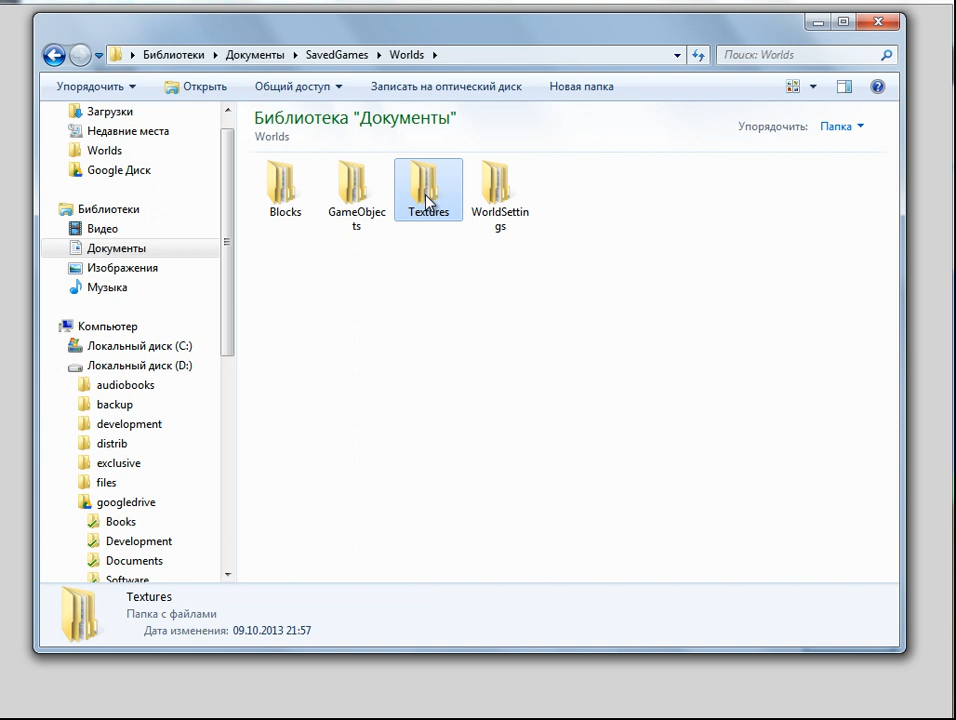 Библиотеки Документы SavedGames Worlds
Поиск: Worlds
Упорядочить Открыть Общий доступ Записать на оптический диск Новая папка
Загрузки
Недавние места
Worlds
Google Диск
Библиотеки
Видео
Документы
Изображения
Музыка
Компьютер
Локальный диск (C:)
Локальный диск (D:)
audiobooks
backup
development
distrib
exclusive
files
googledrive
Books
Development
Documents
Software
Библиотека "Документы"
Worlds
Упорядочить: Папка
Blocks
GameObjec
ts
Textures
WorldSettin
gs
Textures
Папка с файлами
Дата изменения: 09.10.2013 21:57